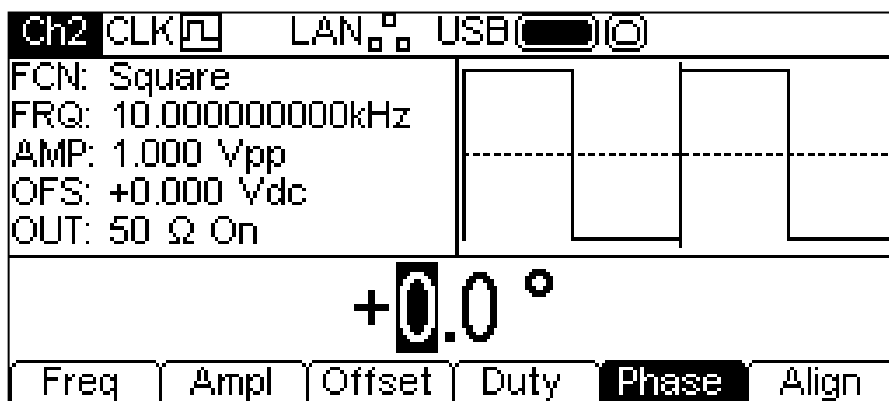 Ch2 CLK LAN USB
FCN: Square
FRQ: 10.000000000kHz
AMP: 1.000 Vpp
OFS: +0.000 Vdc
OUT: 50 Ω On
+0.0 °
Freq Ampl Offset Duty Phase Align